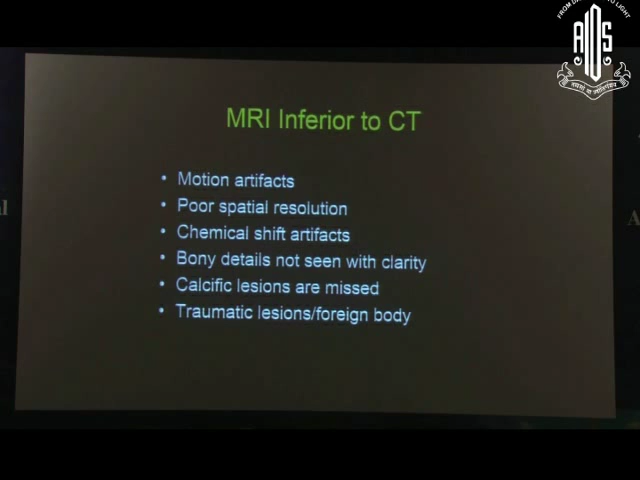 AIOS
MRI Inferior to CT
• Motion artifacts
• Poor spatial resolution
• Chemical shift artifacts
• Bony details not seen with clarity
• Calcific lesions are missed
• Traumatic lesions/foreign body